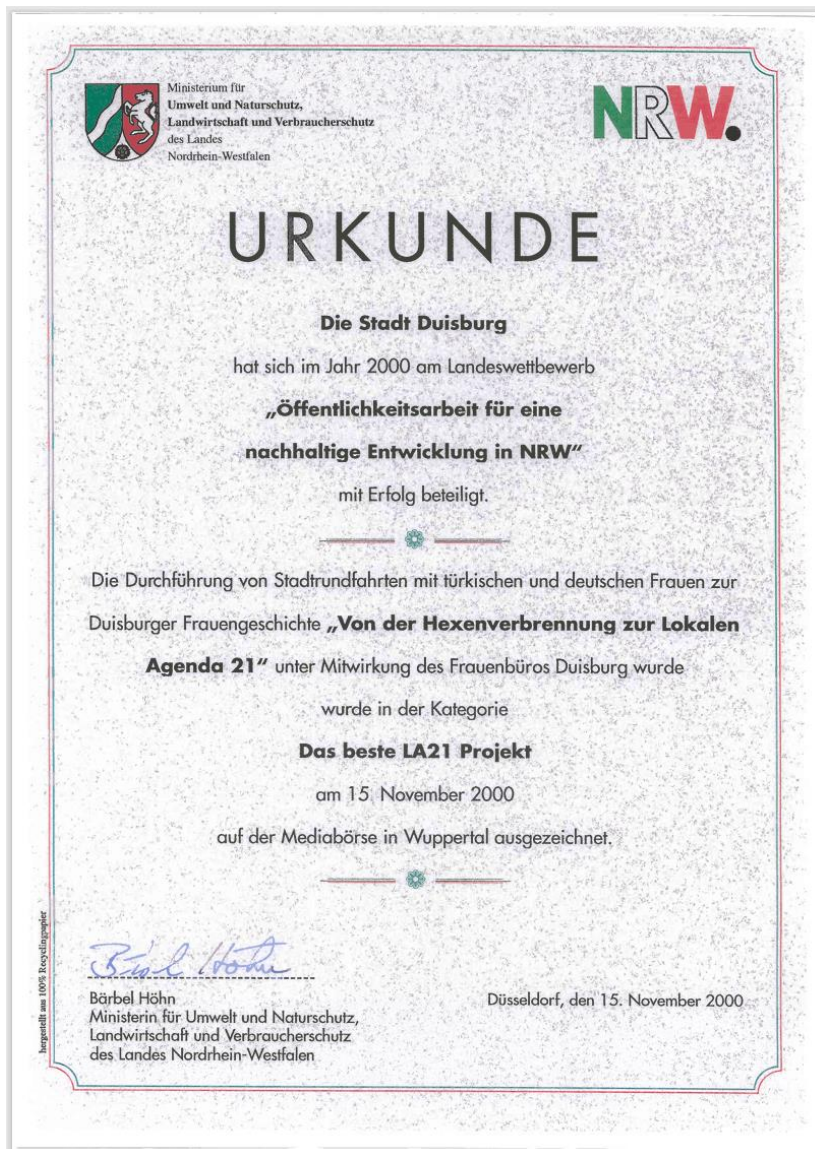 Ministerium für
Umwelt und Naturschutz,
Landwirtschaft und Verbraucherschutz
des Landes
Nordrhein-Westfalen
NRW.
URKUNDE
Die Stadt Duisburg
hat sich im Jahr 2000 am Landeswettbewerb
„Öffentlichkeitsarbeit für eine
nachhaltige Entwicklung in NRW“
mit Erfolg beteiligt.
Die Durchführung von Stadtrundfahrten mit türkischen und deutschen Frauen zur
Duisburger Frauengeschichte „Von der Hexenverbrennung zur Lokalen
Agenda 21“ unter Mitwirkung des Frauenbüros Duisburg wurde
wurde in der Kategorie
Das beste LA21 Projekt
am 15. November 2000
auf der Mediabörse in Wuppertal ausgezeichnet.
hergestellt aus 100% Recyclingpapier
Bärbel Höhn
Bärbel Höhn
Ministerin für Umwelt und Naturschutz,
Landwirtschaft und Verbraucherschutz
des Landes Nordrhein-Westfalen
Düsseldorf, den 15. November 2000